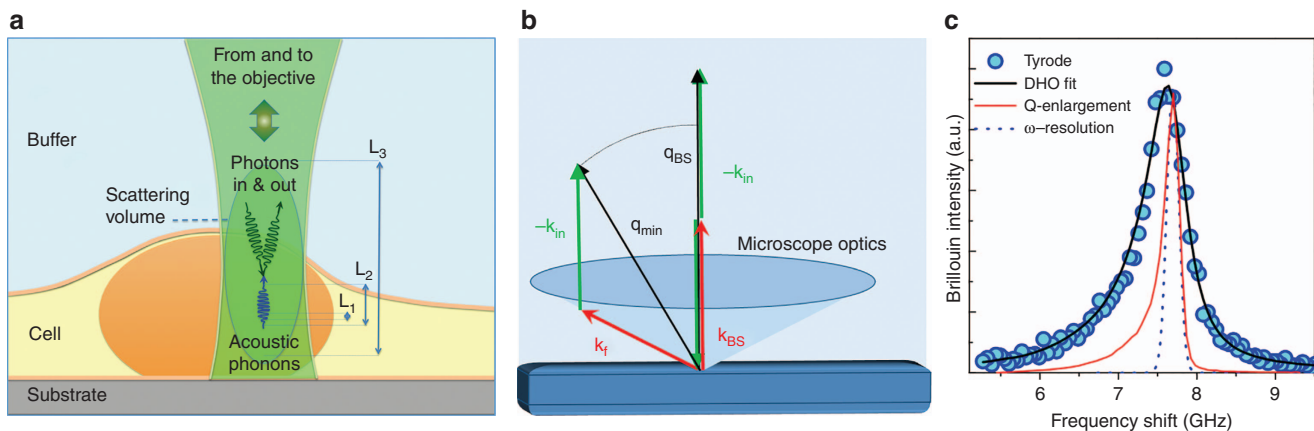 a
From and to
the objective
Buffer
L3
Photons
in & out
Scattering
volume
L2
L1
Cell
Acoustic
phonons
Substrate
b
qBS
–kin
–kin
qmin
Microscope optics
kf
kBS
c
Tyrode
DHO fit
Q-enlargement
ω–resolution
Brillouin intensity (a.u.)
6 7 8 9
Frequency shift (GHz)